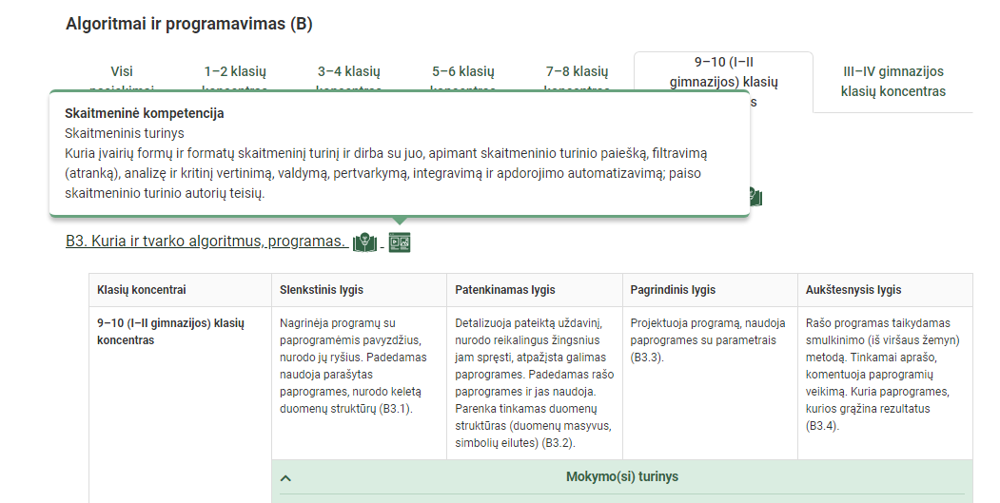 Algoritmai ir programavimas (B)
Visi
1–2 klasių
3–4 klasių
5–6 klasių
7–8 klasių
9–10 (I–II
gimnazijos) klasių
s
III–IV gimnazijos
klasių koncentras
Skaitmeninė kompetencija
Skaitmeninis turinys
Kuria įvairių formų ir formatų skaitmeninį turinį ir dirba su juo, apimant skaitmeninio turinio paiešką, filtravimą
(atranką), analizę ir kritinį vertinimą, valdymą, pertvarkymą, integravimą ir apdorojimo automatizavimą; paiso
skaitmeninio turinio autorių teisių.
B3. Kuria ir tvarko algoritmus, programas.
Klasių koncentrai
Slenkstinis lygis
Patenkinamas lygis
Pagrindinis lygis
Aukštesnysis lygis
9–10 (I–II gimnazijos) klasių
koncentras
Nagrinėja programų su
paprogramėmis pavyzdžius,
nurodo jų ryšius. Padedamas
naudoja parašytas
paprogrames, nurodo keletą
duomenų struktūrų (B3.1).
Detalizuoja pateiktą uždavinį,
nurodo reikalingus žingsnius
jam spręsti, atpažįsta galimas
paprogrames. Padedamas rašo
paprogrames ir jas naudoja.
Parenka tinkamas duomenų
struktūras (duomenų masyvus,
simbolių eilutes) (B3.2).
Projektuoja programą, naudoja
paprogrames su parametrais
(B3.3).
Rašo programas taikydamas
smulkinimo (iš viršaus žemyn)
metodą. Tinkamai aprašo,
komentuoja paprogramių
veikimą. Kuria paprogrames,
kurios grąžina rezultatus
(B3.4).
Mokymo(si) turinys